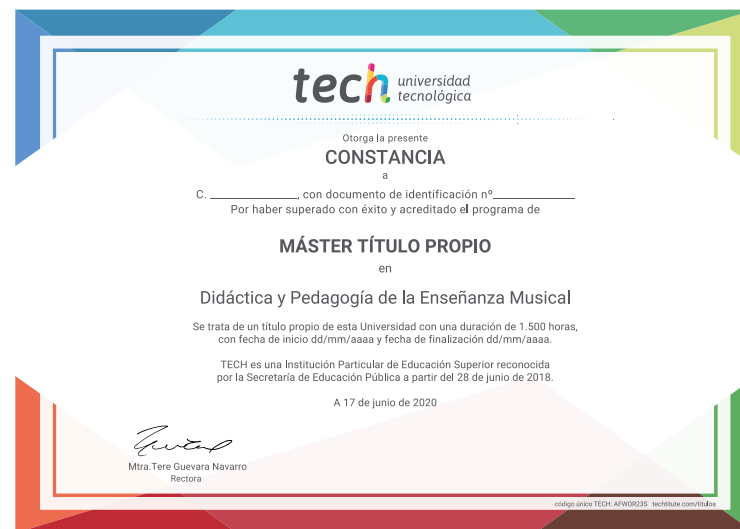 tech universidad
tecnológica
Otorga la presente
CONSTANCIA
a
C. ______________, con documento de identificación nº______________
Por haber superado con éxito y acreditado el programa de
MÁSTER TÍTULO PROPIO
en
Didáctica y Pedagogía de la Enseñanza Musical
Se trata de un título propio de esta Universidad con una duración de 1.500 horas,
con fecha de inicio dd/mm/aaaa y fecha de finalización dd/mm/aaaa.
TECH es una Institución Particular de Educación Superior reconocida
por la Secretaría de Educación Pública a partir del 28 de junio de 2018.
A 17 de junio de 2020
Mtra.Tere Guevara Navarro
Rectora
código único TECH: AFWOR23S techtitute.com/titulos